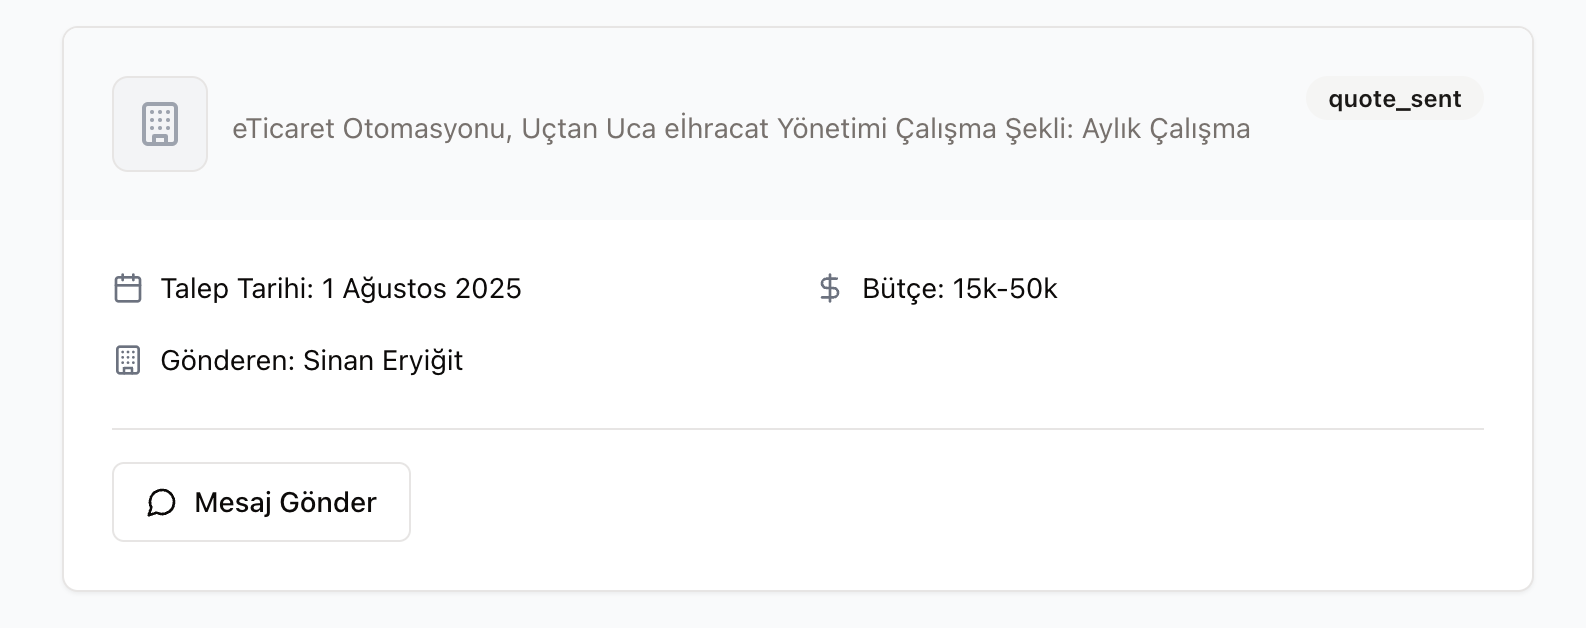 eTicaret Otomasyonu, Uçtan Uca eİhracat Yönetimi Çalışma Şekli: Aylık Çalışma
quote_sent
Talep Tarihi: 1 Ağustos 2025
Bütçe: 15k-50k
Gönderen: Sinan Eryiğit
Mesaj Gönder